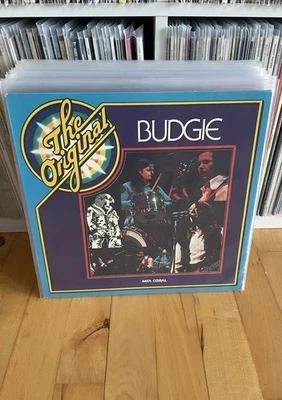 The
Original
BUDGIE
MCA CORAL